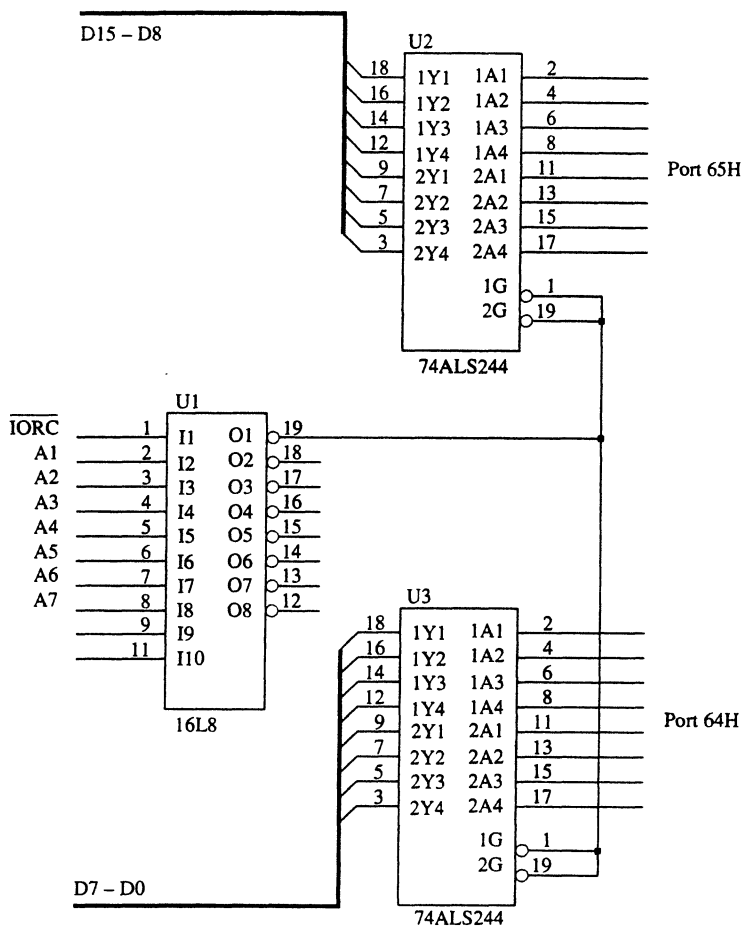 D15 – D8
U2
18 1Y1 1A1 2
16 1Y2 1A2 4
14 1Y3 1A3 6
12 1Y4 1A4 8
9 2Y1 2A1 11
7 2Y2 2A2 13
5 2Y3 2A3 15
3 2Y4 2A4 17
Port 65H
1G 1
2G 19
74ALS244
U1
IORC 1 I1 O1 19
A1 2 I2 O2 18
A2 3 I3 O3 17
A3 4 I4 O4 16
A4 5 I5 O5 15
A5 6 I6 O6 14
A6 7 I7 O7 13
A7 8 I8 O8 12
9 I9
11 I10
16L8
U3
18 1Y1 1A1 2
16 1Y2 1A2 4
14 1Y3 1A3 6
12 1Y4 1A4 8
9 2Y1 2A1 11
7 2Y2 2A2 13
5 2Y3 2A3 15
3 2Y4 2A4 17
Port 64H
1G 1
2G 19
D7 – D0
74ALS244